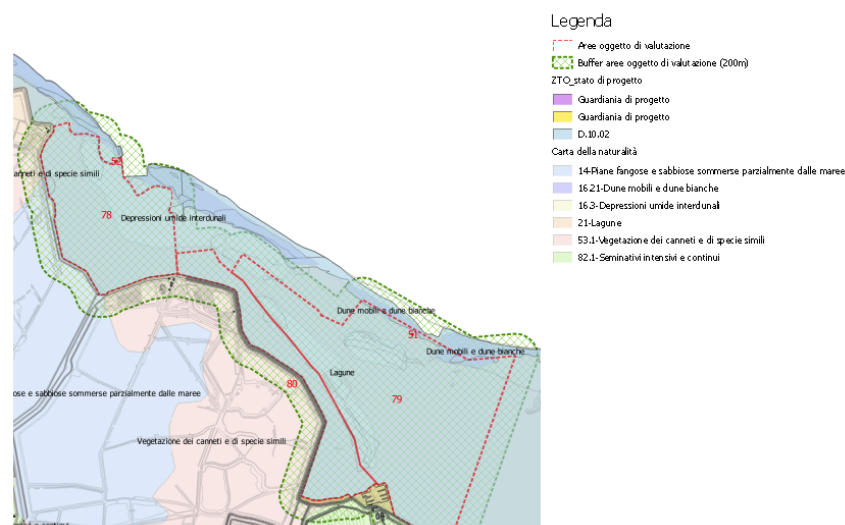 Legenda
Aree oggetto di valutazione
Buffer aree oggetto di valutazione (200m)
ZTO_stato di progetto
Guardiania di progetto
Guardiania di progetto
D.10.02
Carta della naturalità
14-Piane fangose e sabbiose sommerse parzialmente dalle maree
16.21-Dune mobili e dune bianche
16.3-Depressioni umide interdunali
21-Lagune
53.1-Vegetazione dei canneti e di specie simili
82.1-Seminativi intensivi e continui
52
canneti e di specie simili
78
Depressioni umide interdunali
Dune mobili e dune bianche
51
Dune mobili e dune bianche
Lagune
80
79
e sabbiose sommerse parzialmente dalle maree
Vegetazione dei canneti e di specie simili